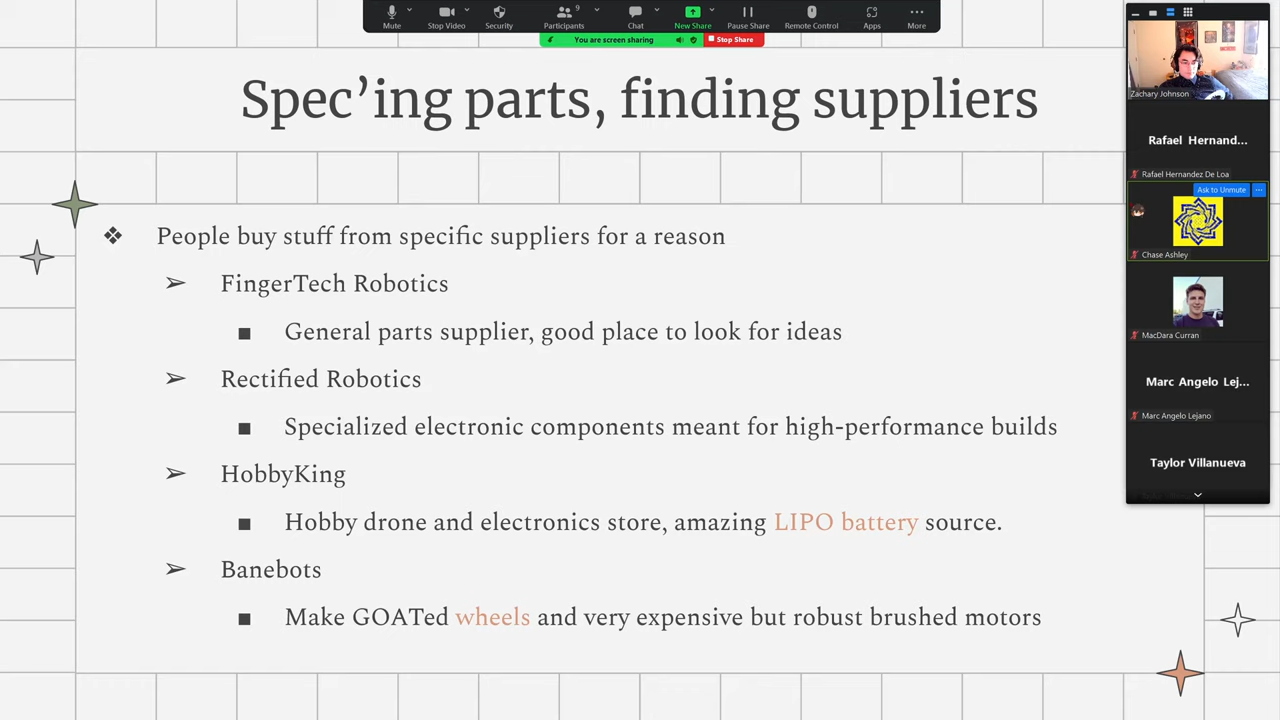 Mute
Stop Video
Security
Participants
9
Chat
New Share
Pause Share
Remote Control
Apps
More
You are screen sharing
Stop Share
Spec’ing parts, finding suppliers
❖ People buy stuff from specific suppliers for a reason
➢ FingerTech Robotics
■ General parts supplier, good place to look for ideas
➢ Rectified Robotics
■ Specialized electronic components meant for high-performance builds
➢ HobbyKing
■ Hobby drone and electronics store, amazing LIPO battery source.
➢ Banebots
■ Make GOATed wheels and very expensive but robust brushed motors
Zachary Johnson
Rafael Hernand...
Rafael Hernandez De Loa
Ask to Unmute
Chase Ashley
MacDara Curran
Marc Angelo Lej...
Marc Angelo Lejano
Taylor Villanueva